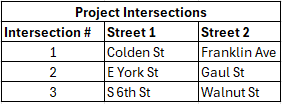 Project Intersections
Intersection # Street 1 Street 2
1 Colden St Franklin Ave
2 E York St Gaul St
3 S 6th St Walnut St